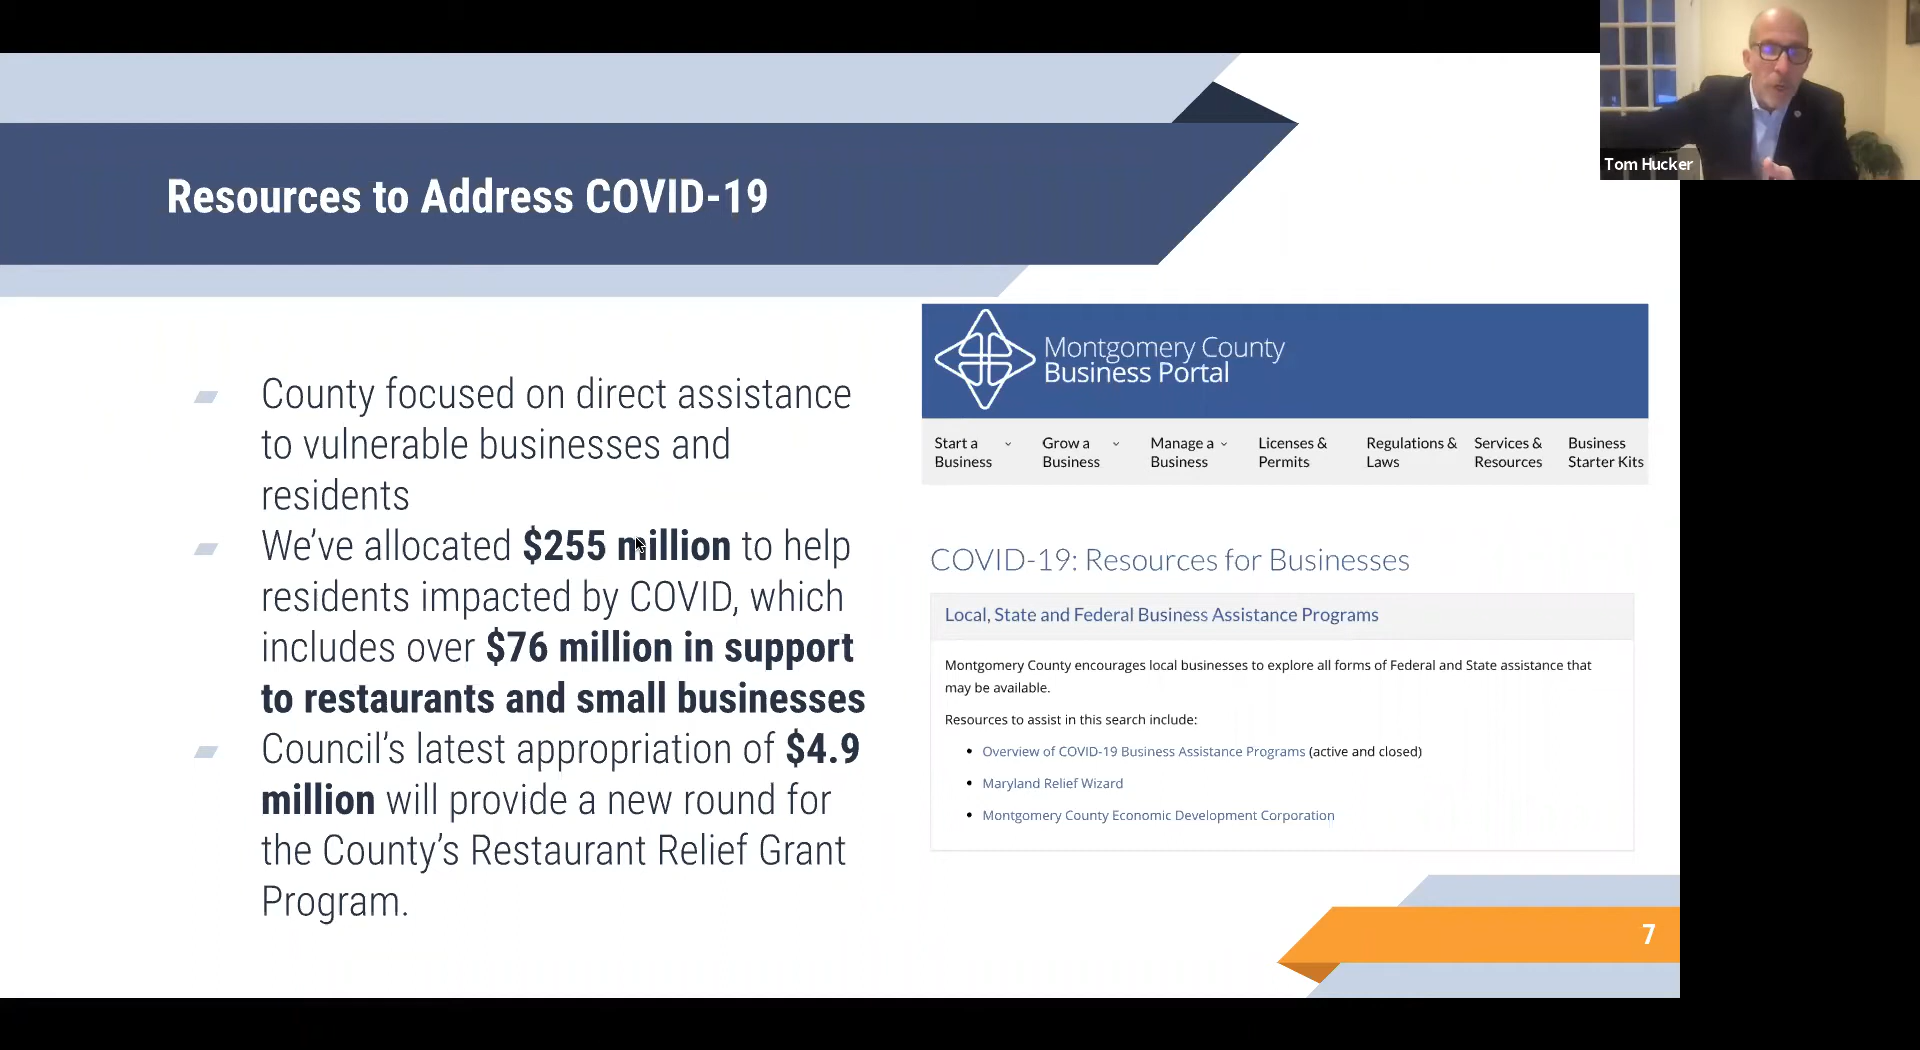 Tom Hucker
Resources to Address COVID-19
County focused on direct assistance
to vulnerable businesses and
residents
We’ve allocated $255 million to help
residents impacted by COVID, which
includes over $76 million in support
to restaurants and small businesses
Council’s latest appropriation of $4.9
million will provide a new round for
the County’s Restaurant Relief Grant
Program.
Montgomery County
Business Portal
Start a
Business
Grow a
Business
Manage a
Business
Licenses &
Permits
Regulations &
Laws
Services &
Resources
Business
Starter Kits
COVID-19: Resources for Businesses
Local, State and Federal Business Assistance Programs
Montgomery County encourages local businesses to explore all forms of Federal and State assistance that
may be available.
Resources to assist in this search include:
Overview of COVID-19 Business Assistance Programs (active and closed)
Maryland Relief Wizard
Montgomery County Economic Development Corporation
7